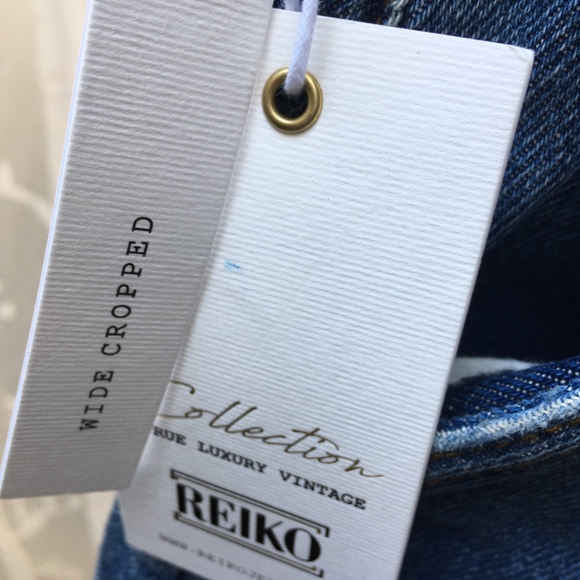 WIDE CROPPED
Collection
RUE LUXURY VINTAGE
REIKO